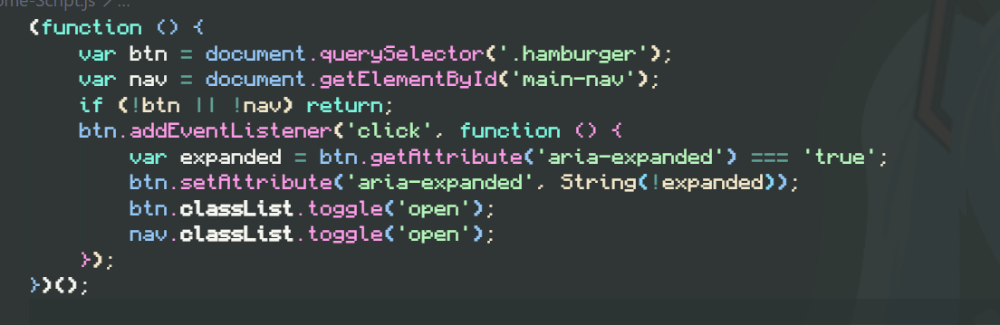 ome-Script.js > ...
(function () {
    var btn = document.querySelector('.hamburger');
    var nav = document.getElementById('main-nav');
    if (!btn || !nav) return;
    btn.addEventListener('click', function () {
        var expanded = btn.getAttribute('aria-expanded') === 'true';
        btn.setAttribute('aria-expanded', String(!expanded));
        btn.classList.toggle('open');
        nav.classList.toggle('open');
    });
})();